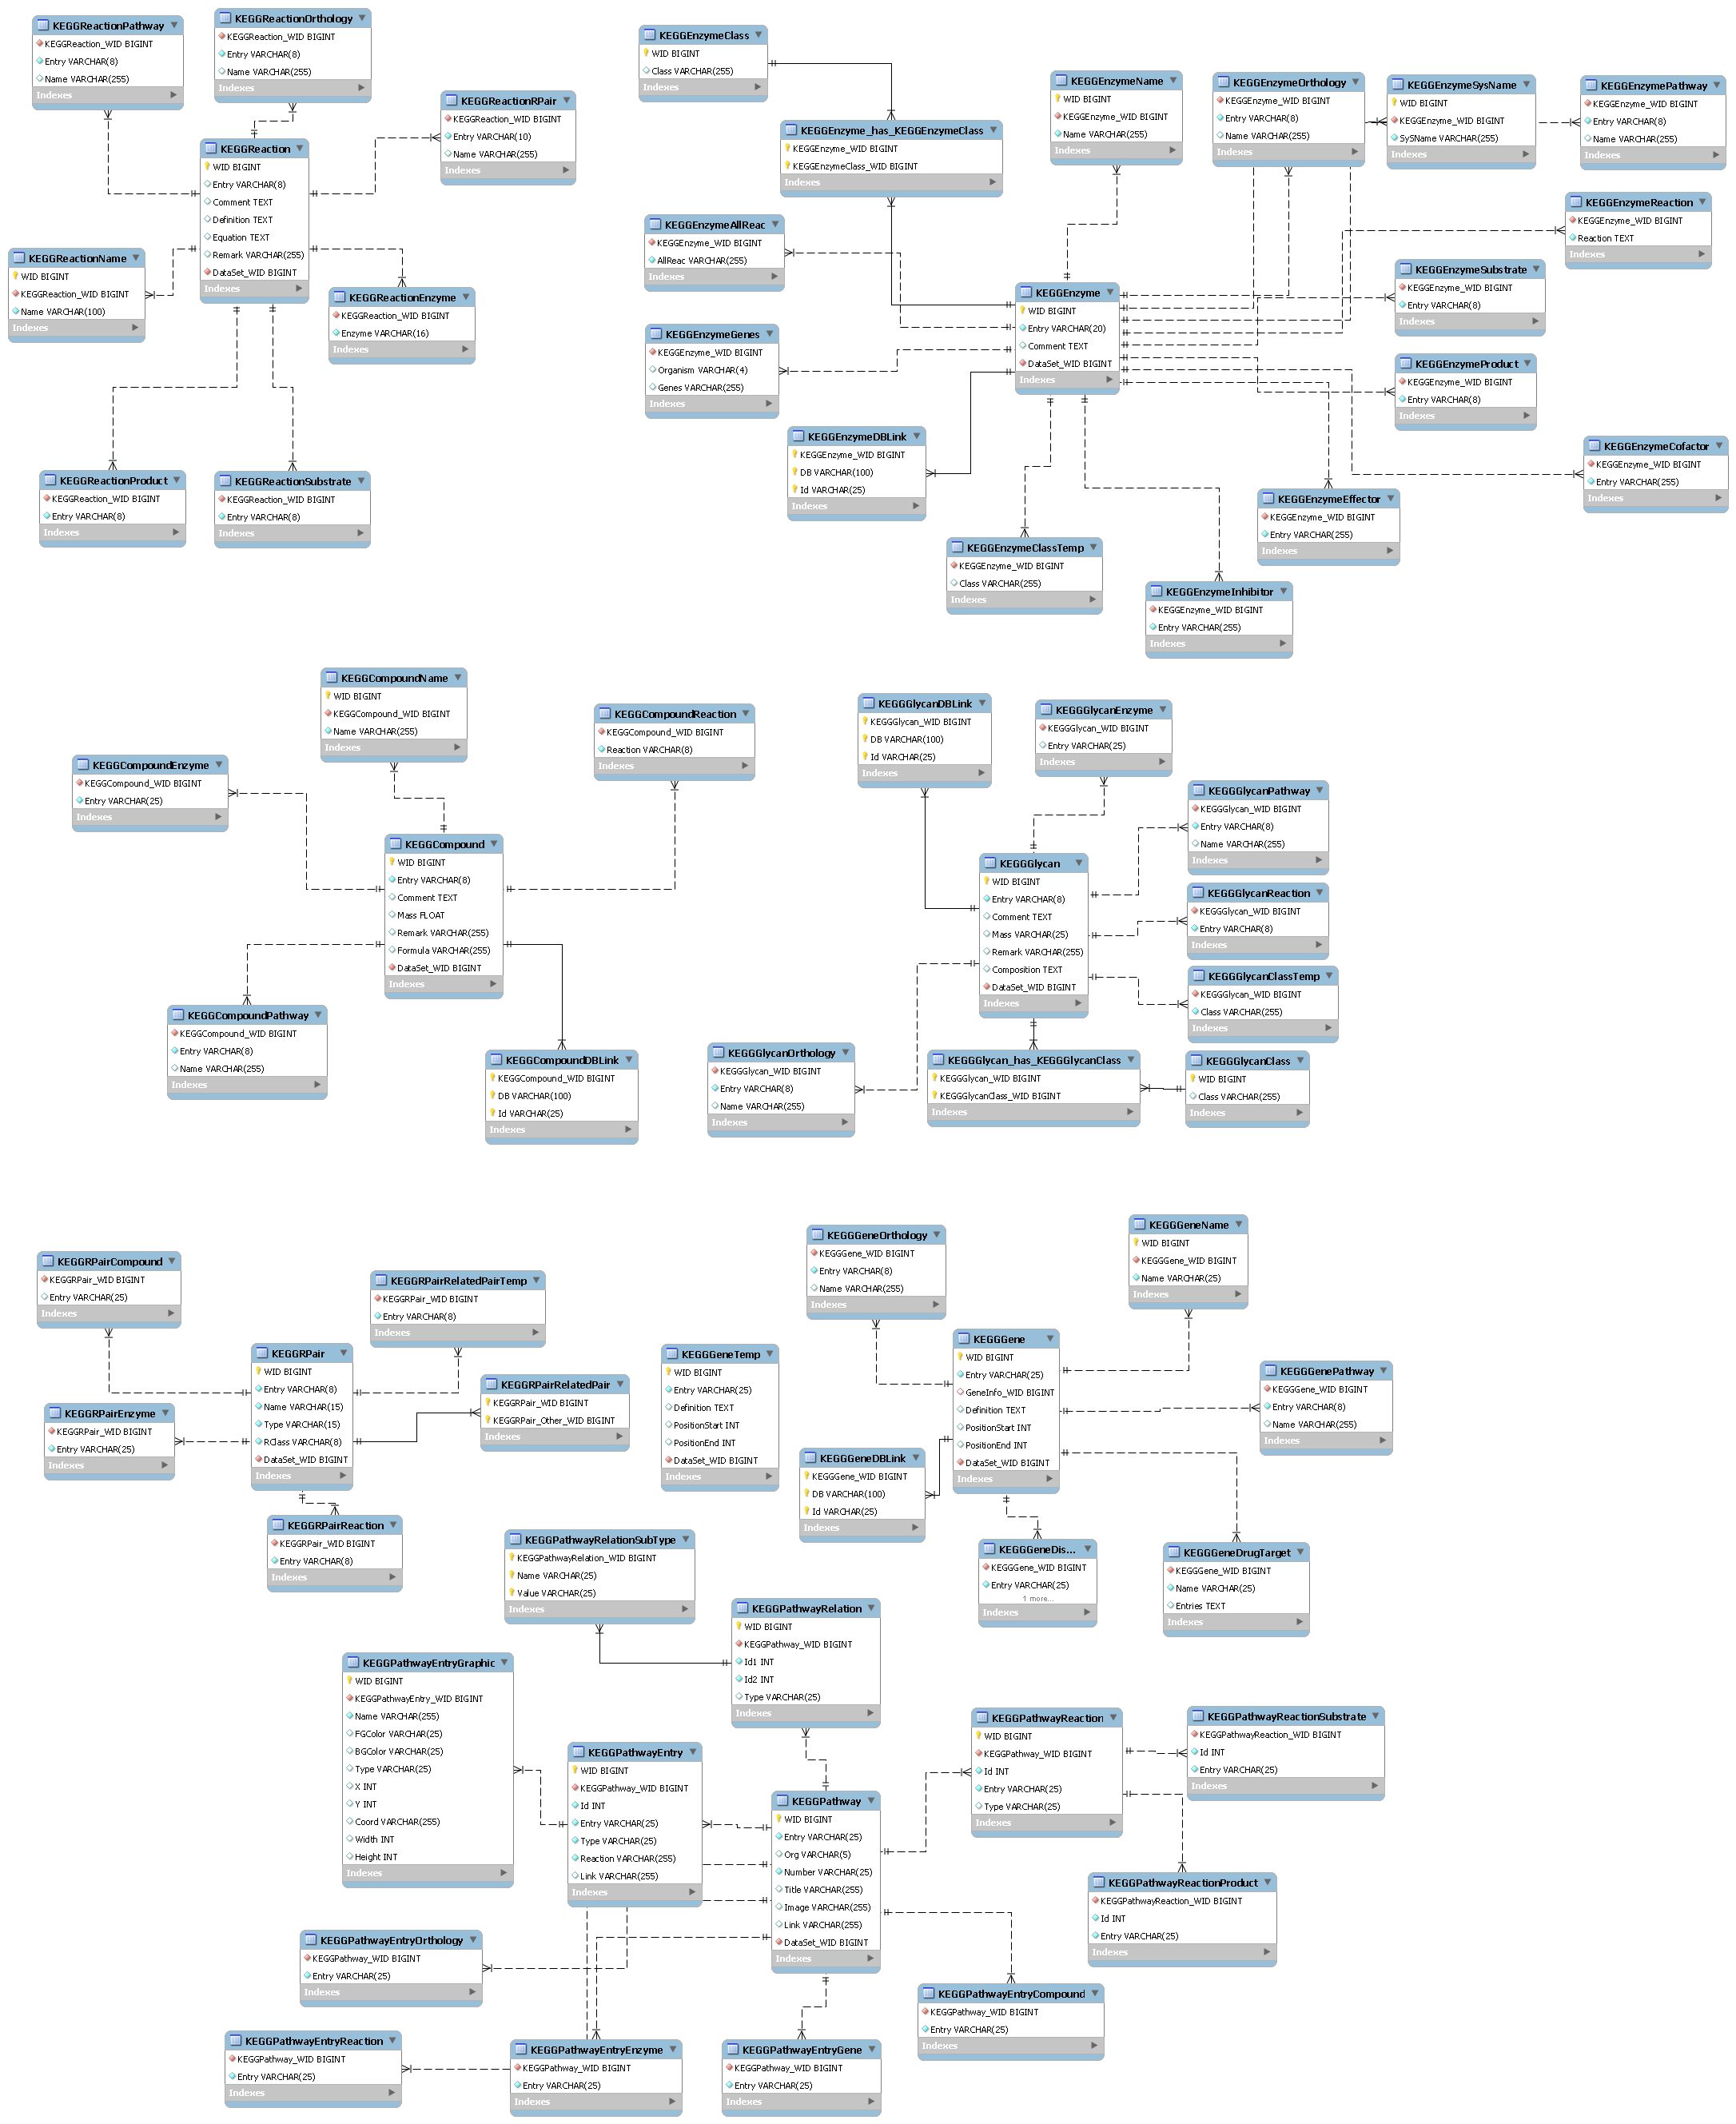 KEGGReactionPathway
KEGGReaction_WID BIGINT
Entry VARCHAR(8)
Name VARCHAR(255)
Indexes
KEGGReactionOrthology
KEGGReaction_WID BIGINT
Entry VARCHAR(8)
Name VARCHAR(255)
Indexes
KEGGReactionRPair
KEGGReaction_WID BIGINT
Entry VARCHAR(10)
Name VARCHAR(255)
Indexes
KEGGReaction
WID BIGINT
Entry VARCHAR(8)
Comment TEXT
Definition TEXT
Equation TEXT
Remark VARCHAR(255)
DataSet_WID BIGINT
Indexes
KEGGReactionName
WID BIGINT
KEGGReaction_WID BIGINT
Name VARCHAR(100)
Indexes
KEGGReactionEnzyme
KEGGReaction_WID BIGINT
Enzyme VARCHAR(16)
Indexes
KEGGReactionProduct
KEGGReaction_WID BIGINT
Entry VARCHAR(8)
Indexes
KEGGReactionSubstrate
KEGGReaction_WID BIGINT
Entry VARCHAR(8)
Indexes
KEGGEnzymeClass
WID BIGINT
Class VARCHAR(255)
Indexes
KEGGEnzyme_has_KEGGEnzymeClass
KEGGEnzyme_WID BIGINT
KEGGEnzymeClass_WID BIGINT
Indexes
KEGGEnzymeName
WID BIGINT
KEGGEnzyme_WID BIGINT
Name VARCHAR(255)
Indexes
KEGGEnzymeOrthology
KEGGEnzyme_WID BIGINT
Entry VARCHAR(8)
Name VARCHAR(255)
Indexes
KEGGEnzymeSysName
WID BIGINT
KEGGEnzyme_WID BIGINT
SySName VARCHAR(255)
Indexes
KEGGEnzymePathway
KEGGEnzyme_WID BIGINT
Entry VARCHAR(8)
Name VARCHAR(255)
Indexes
KEGGEnzymeAllReac
KEGGEnzyme_WID BIGINT
AllReac VARCHAR(255)
Indexes
KEGGEnzymeReaction
KEGGEnzyme_WID BIGINT
Reaction TEXT
Indexes
KEGGEnzyme
WID BIGINT
Entry VARCHAR(20)
Comment TEXT
DataSet_WID BIGINT
Indexes
KEGGEnzymeSubstrate
KEGGEnzyme_WID BIGINT
Entry VARCHAR(8)
Indexes
KEGGEnzymeGenes
KEGGEnzyme_WID BIGINT
Organism VARCHAR(4)
Genes VARCHAR(255)
Indexes
KEGGEnzymeProduct
KEGGEnzyme_WID BIGINT
Entry VARCHAR(8)
Indexes
KEGGEnzymeDBLink
KEGGEnzyme_WID BIGINT
DB VARCHAR(100)
Id VARCHAR(25)
Indexes
KEGGEnzymeCofactor
KEGGEnzyme_WID BIGINT
Entry VARCHAR(255)
Indexes
KEGGEnzymeEffector
KEGGEnzyme_WID BIGINT
Entry VARCHAR(255)
Indexes
KEGGEnzymeClassTemp
KEGGEnzyme_WID BIGINT
Class VARCHAR(255)
Indexes
KEGGEnzymeInhibitor
KEGGEnzyme_WID BIGINT
Entry VARCHAR(255)
Indexes
KEGGCompoundName
WID BIGINT
KEGGCompound_WID BIGINT
Name VARCHAR(255)
Indexes
KEGGCompoundReaction
KEGGCompound_WID BIGINT
Reaction VARCHAR(8)
Indexes
KEGGCompoundEnzyme
KEGGCompound_WID BIGINT
Entry VARCHAR(25)
Indexes
KEGGCompound
WID BIGINT
Entry VARCHAR(8)
Comment TEXT
Mass FLOAT
Remark VARCHAR(255)
Formula VARCHAR(255)
DataSet_WID BIGINT
Indexes
KEGGCompoundPathway
KEGGCompound_WID BIGINT
Entry VARCHAR(8)
Name VARCHAR(255)
Indexes
KEGGCompoundDBLink
KEGGCompound_WID BIGINT
DB VARCHAR(100)
Id VARCHAR(25)
Indexes
KEGGGlycanDBLink
KEGGGlycan_WID BIGINT
DB VARCHAR(100)
Id VARCHAR(25)
Indexes
KEGGGlycanEnzyme
KEGGGlycan_WID BIGINT
Entry VARCHAR(25)
Indexes
KEGGGlycanPathway
KEGGGlycan_WID BIGINT
Entry VARCHAR(8)
Name VARCHAR(255)
Indexes
KEGGGlycan
WID BIGINT
Entry VARCHAR(8)
Comment TEXT
Mass VARCHAR(25)
Remark VARCHAR(255)
Composition TEXT
DataSet_WID BIGINT
Indexes
KEGGGlycanReaction
KEGGGlycan_WID BIGINT
Entry VARCHAR(8)
Indexes
KEGGGlycanClassTemp
KEGGGlycan_WID BIGINT
Class VARCHAR(255)
Indexes
KEGGGlycanOrthology
KEGGGlycan_WID BIGINT
Entry VARCHAR(8)
Name VARCHAR(255)
Indexes
KEGGGlycan_has_KEGGGlycanClass
KEGGGlycan_WID BIGINT
KEGGGlycanClass_WID BIGINT
Indexes
KEGGGlycanClass
WID BIGINT
Class VARCHAR(255)
Indexes
KEGGRPairCompound
KEGGRPair_WID BIGINT
Entry VARCHAR(25)
Indexes
KEGGRPairRelatedPairTemp
KEGGRPair_WID BIGINT
Entry VARCHAR(8)
Indexes
KEGGRPair
WID BIGINT
Entry VARCHAR(8)
Name VARCHAR(15)
Type VARCHAR(15)
RClass VARCHAR(8)
DataSet_WID BIGINT
Indexes
KEGGRPairRelatedPair
KEGGRPair_WID BIGINT
KEGGRPair_Other_WID BIGINT
Indexes
KEGGRPairEnzyme
KEGGRPair_WID BIGINT
Entry VARCHAR(25)
Indexes
KEGGRPairReaction
KEGGRPair_WID BIGINT
Entry VARCHAR(8)
Indexes
KEGGGeneTemp
WID BIGINT
Entry VARCHAR(25)
Definition TEXT
PositionStart INT
PositionEnd INT
DataSet_WID BIGINT
Indexes
KEGGGeneOrthology
KEGGGene_WID BIGINT
Entry VARCHAR(8)
Name VARCHAR(255)
Indexes
KEGGGeneName
WID BIGINT
KEGGGene_WID BIGINT
Name VARCHAR(25)
Indexes
KEGGGene
WID BIGINT
Entry VARCHAR(25)
GeneInfo_WID BIGINT
Definition TEXT
PositionStart INT
PositionEnd INT
DataSet_WID BIGINT
Indexes
KEGGGenePathway
KEGGGene_WID BIGINT
Entry VARCHAR(8)
Name VARCHAR(255)
Indexes
KEGGGeneDBLink
KEGGGene_WID BIGINT
DB VARCHAR(100)
Id VARCHAR(25)
Indexes
KEGGGeneDis...
KEGGGene_WID BIGINT
Entry VARCHAR(25)
1 more...
Indexes
KEGGGeneDrugTarget
KEGGGene_WID BIGINT
Name VARCHAR(25)
Entries TEXT
Indexes
KEGGPathwayRelationSubType
KEGGPathwayRelation_WID BIGINT
Name VARCHAR(25)
Value VARCHAR(25)
Indexes
KEGGPathwayRelation
WID BIGINT
KEGGPathway_WID BIGINT
Id1 INT
Id2 INT
Type VARCHAR(25)
Indexes
KEGGPathwayEntryGraphic
WID BIGINT
KEGGPathwayEntry_WID BIGINT
Name VARCHAR(255)
FGColor VARCHAR(25)
BGColor VARCHAR(25)
Type VARCHAR(25)
X INT
Y INT
Coord VARCHAR(255)
Width INT
Height INT
Indexes
KEGGPathwayEntry
WID BIGINT
KEGGPathway_WID BIGINT
Id INT
Entry VARCHAR(25)
Type VARCHAR(25)
Reaction VARCHAR(255)
Link VARCHAR(255)
Indexes
KEGGPathway
WID BIGINT
Entry VARCHAR(25)
Org VARCHAR(5)
Number VARCHAR(25)
Title VARCHAR(255)
Image VARCHAR(255)
Link VARCHAR(255)
DataSet_WID BIGINT
Indexes
KEGGPathwayReaction
WID BIGINT
KEGGPathway_WID BIGINT
Id INT
Entry VARCHAR(25)
Type VARCHAR(25)
Indexes
KEGGPathwayReactionSubstrate
KEGGPathwayReaction_WID BIGINT
Id INT
Entry VARCHAR(25)
Indexes
KEGGPathwayReactionProduct
KEGGPathwayReaction_WID BIGINT
Id INT
Entry VARCHAR(25)
Indexes
KEGGPathwayEntryOrthology
KEGGPathway_WID BIGINT
Entry VARCHAR(25)
Indexes
KEGGPathwayEntryCompound
KEGGPathway_WID BIGINT
Entry VARCHAR(25)
Indexes
KEGGPathwayEntryReaction
KEGGPathway_WID BIGINT
Entry VARCHAR(25)
Indexes
KEGGPathwayEntryEnzyme
KEGGPathway_WID BIGINT
Entry VARCHAR(25)
Indexes
KEGGPathwayEntryGene
KEGGPathway_WID BIGINT
Entry VARCHAR(25)
Indexes